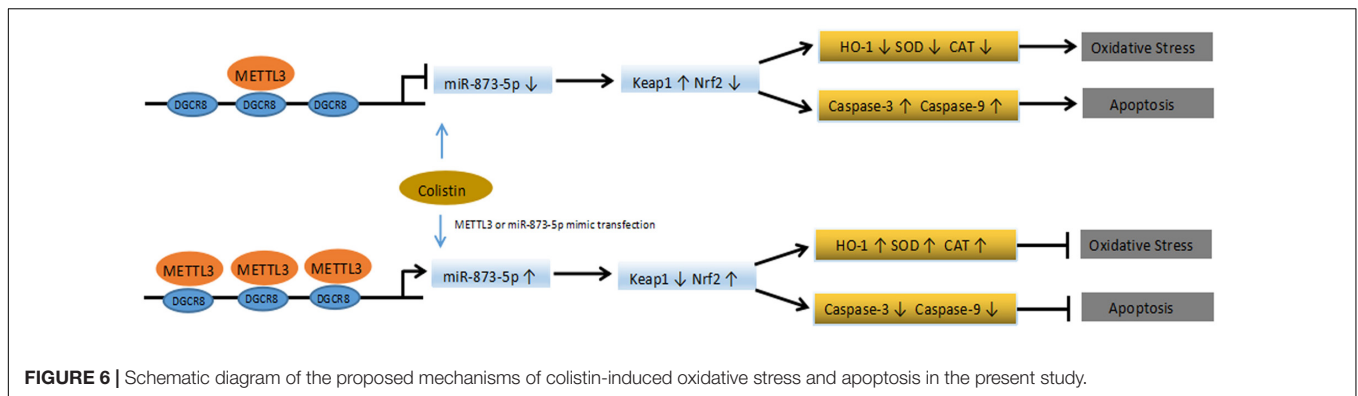 HO-1 ↓ SOD ↓ CAT ↓
Oxidative Stress
METTL3
DGCR8 DGCR8 DGCR8
miR-873-5p ↓
Keap1 ↑ Nrf2 ↓
Caspase-3 ↑ Caspase-9 ↑
Apoptosis
Colistin
METTL3 or miR-873-5p mimic transfection
METTL3 METTL3 METTL3
DGCR8 DGCR8 DGCR8
miR-873-5p ↑
Keap1 ↓ Nrf2 ↑
HO-1 ↑ SOD ↑ CAT ↑
Oxidative Stress
Caspase-3 ↓ Caspase-9 ↓
Apoptosis
FIGURE 6 | Schematic diagram of the proposed mechanisms of colistin-induced oxidative stress and apoptosis in the present study.